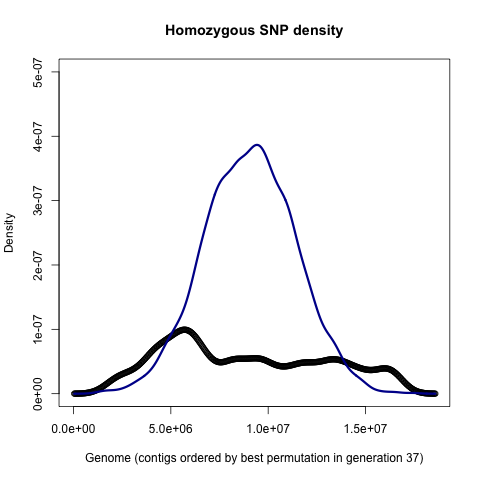 Homozygous SNP density
Density
5e-07
4e-07
3e-07
2e-07
1e-07
0e+00
0.0e+00 5.0e+06 1.0e+07 1.5e+07
Genome (contigs ordered by best permutation in generation 37)